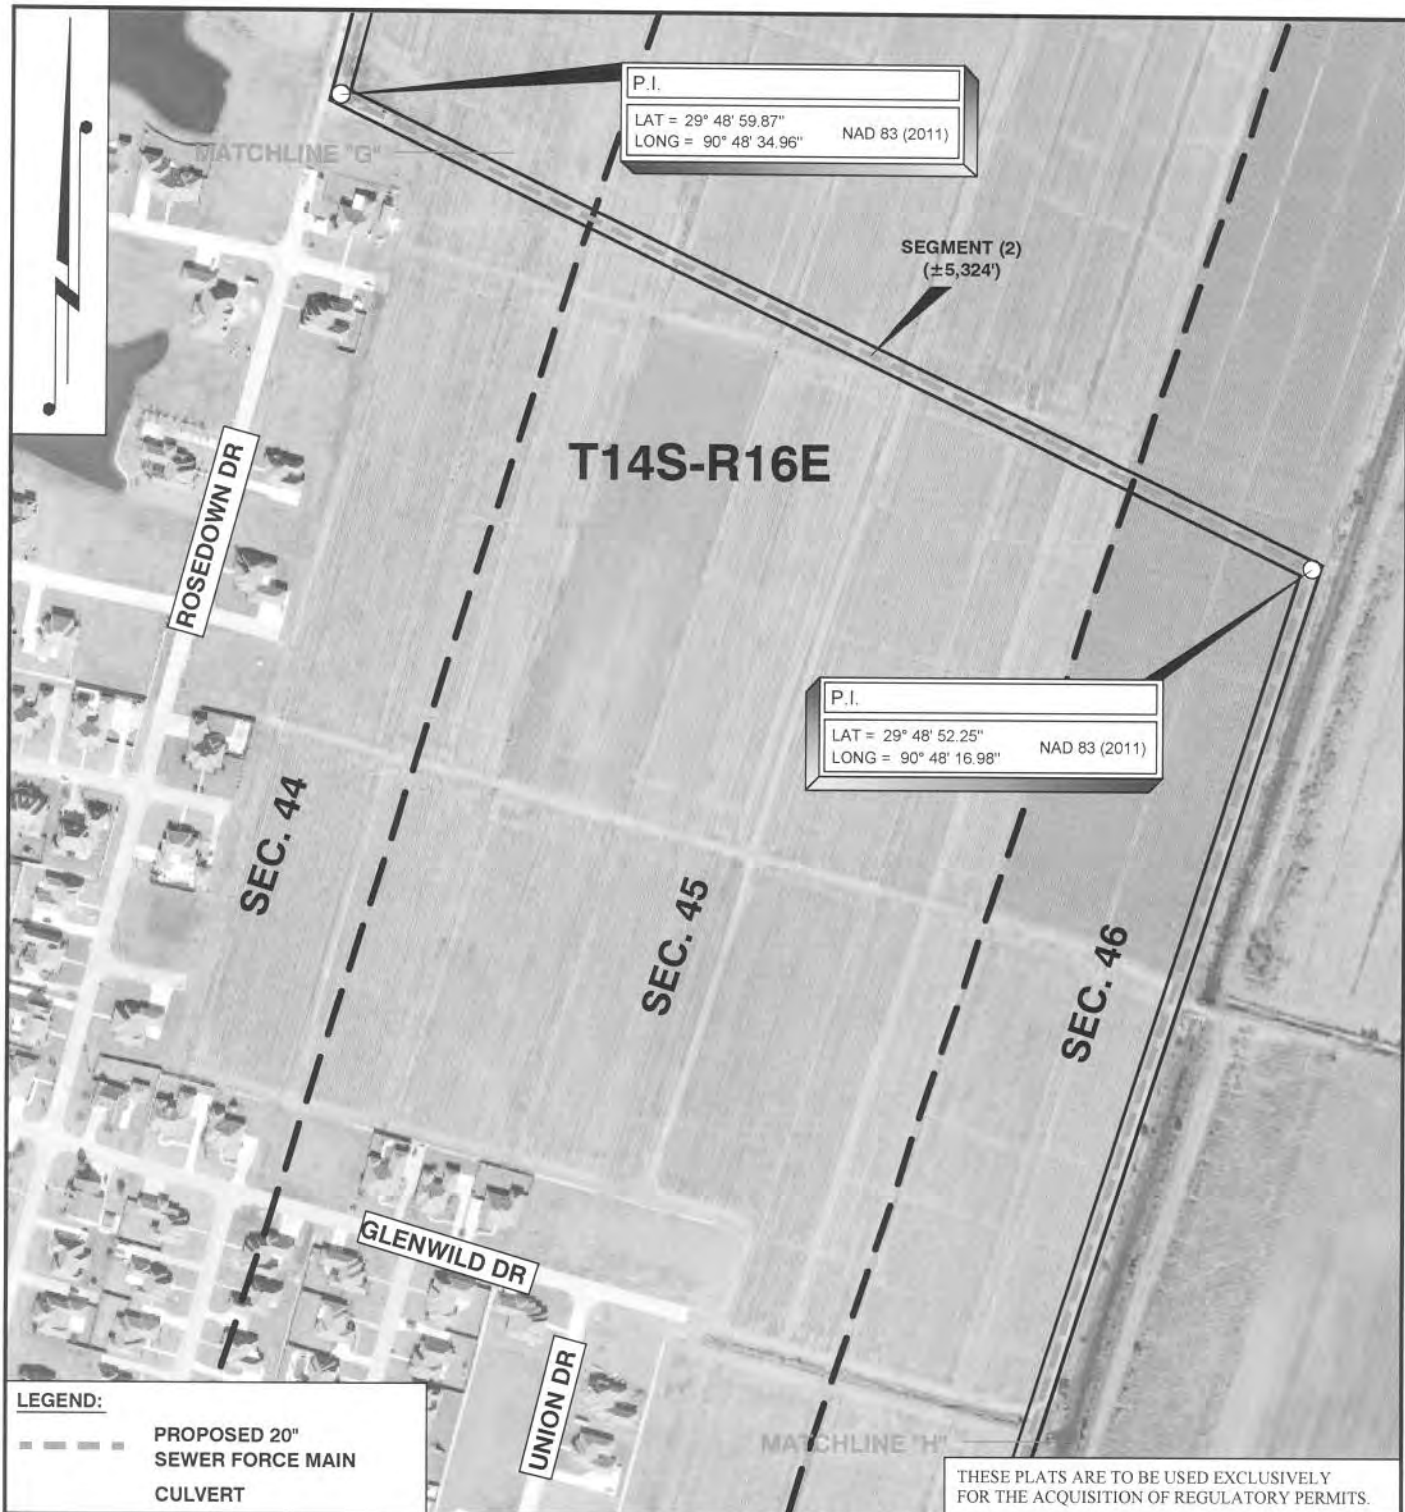 P.I.
LAT = 29° 48' 59.87"
LONG = 90° 48' 34.96"
NAD 83 (2011)
MATCHLINE "G"
SEGMENT (2)
(±5,324')
T14S-R16E
ROSEDOWN DR
P.I.
LAT = 29° 48' 52.25"
LONG = 90° 48' 16.98"
NAD 83 (2011)
SEC. 44
SEC. 45
SEC. 46
GLENWILD DR
UNION DR
MATCHLINE "H"
LEGEND:
PROPOSED 20"
SEWER FORCE MAIN
CULVERT
THESE PLATS ARE TO BE USED EXCLUSIVELY
FOR THE ACQUISITION OF REGULATORY PERMITS.